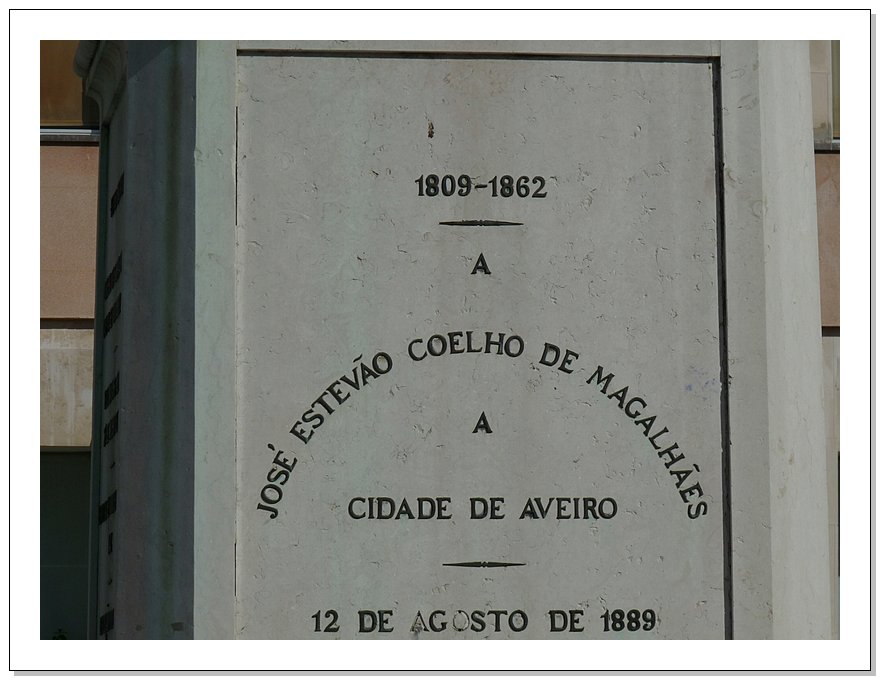 1809-1862
A
JOSÉ ESTEVÃO COELHO DE MAGALHÃES
A
CIDADE DE AVEIRO
12 DE AGOSTO DE 1889